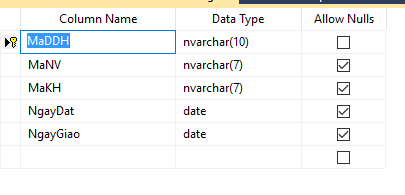 Column Name Data Type Allow Nulls
MaDDH nvarchar(10)
MaNV nvarchar(7)
MaKH nvarchar(7)
NgayDat date
NgayGiao date